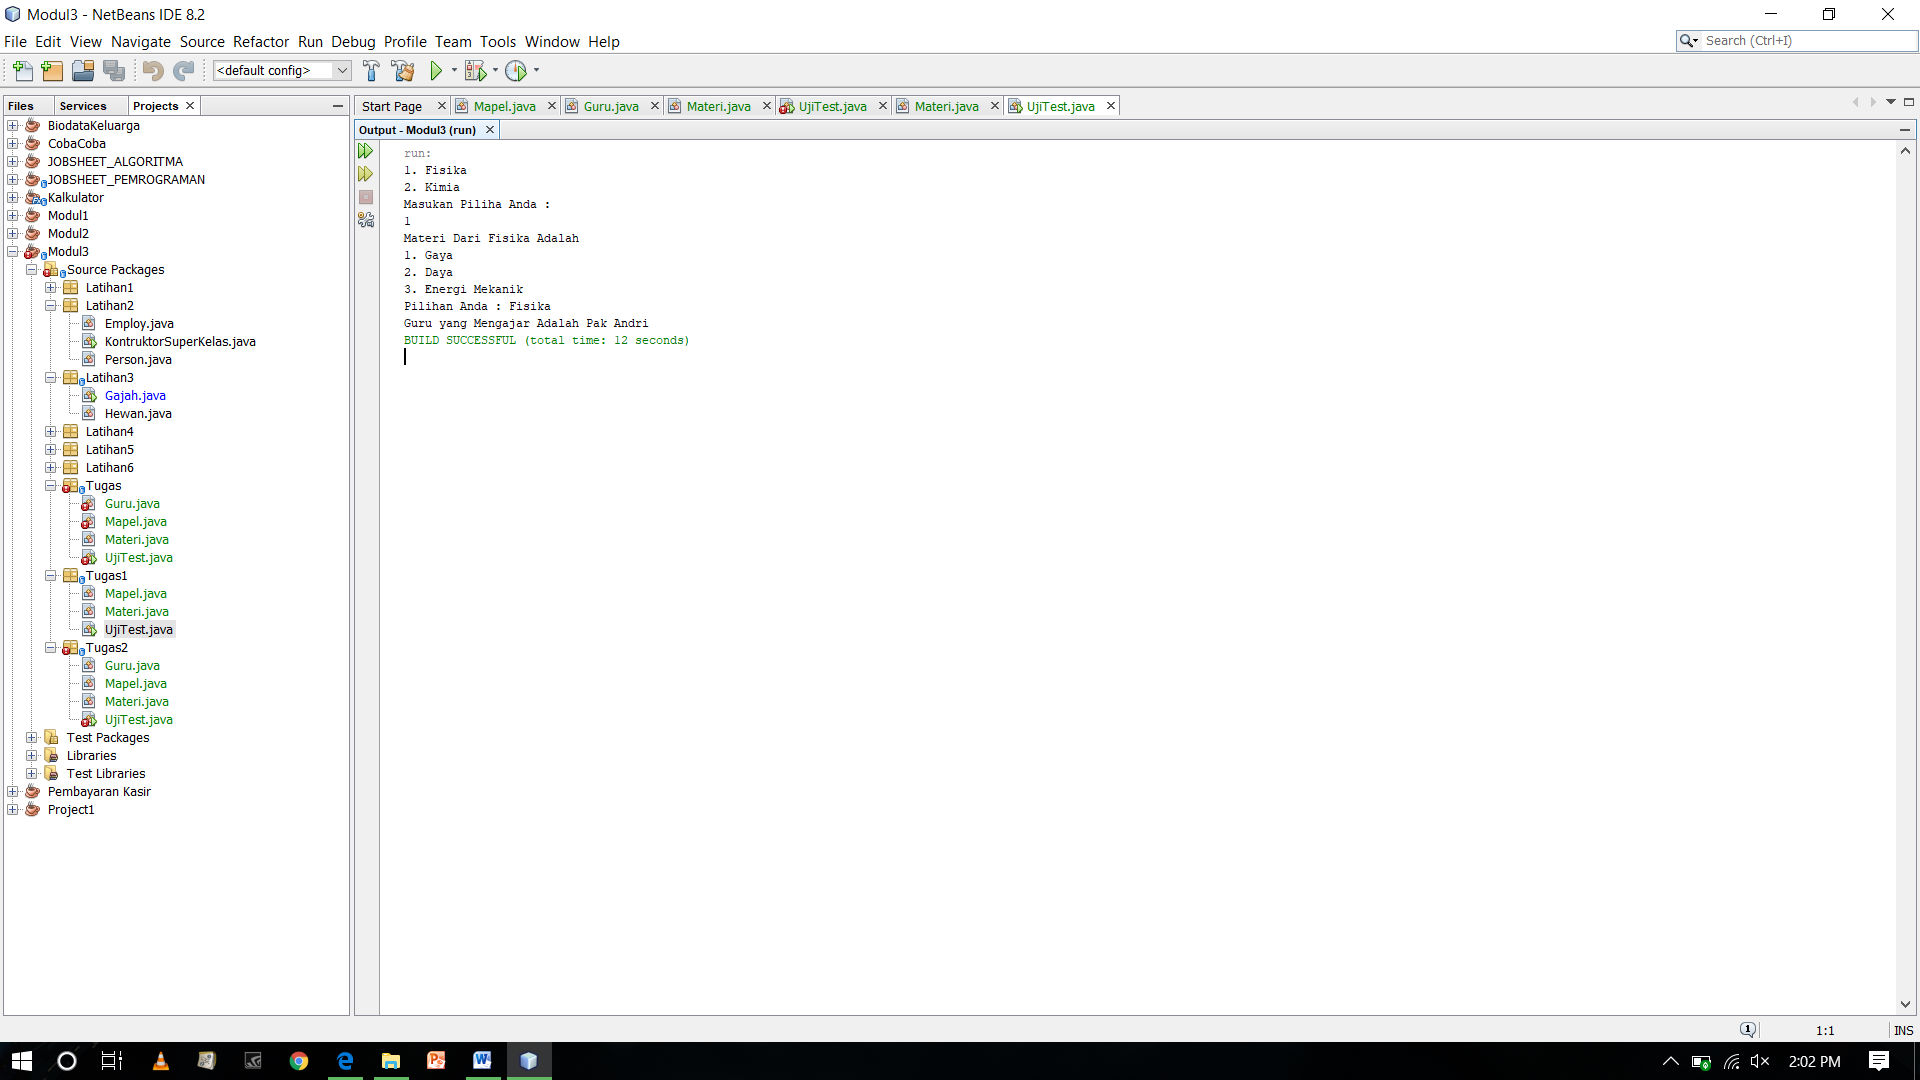 Modul3 - NetBeans IDE 8.2
File Edit View Navigate Source Refactor Run Debug Profile Team Tools Window Help
Search (Ctrl+I)
<default config>
Files Services Projects
Start Page Mapel.java Guru.java Materi.java UjiTest.java Materi.java UjiTest.java
BiodataKeluarga
CobaCoba
JOBSHEET_ALGORITMA
JOBSHEET_PEMROGRAMAN
Kalkulator
Modul1
Modul2
Modul3
Source Packages
Latihan1
Latihan2
Employ.java
KontruktorSuperKelas.java
Person.java
Latihan3
Gajah.java
Hewan.java
Latihan4
Latihan5
Latihan6
Tugas
Guru.java
Mapel.java
Materi.java
UjiTest.java
Tugas1
Mapel.java
Materi.java
UjiTest.java
Tugas2
Guru.java
Mapel.java
Materi.java
UjiTest.java
Test Packages
Libraries
Test Libraries
Pembayaran Kasir
Project1
Output - Modul3 (run)
run:
1. Fisika
2. Kimia
Masukan Piliha Anda :
1
Materi Dari Fisika Adalah
1. Gaya
2. Daya
3. Energi Mekanik
Pilihan Anda : Fisika
Guru yang Mengajar Adalah Pak Andri
BUILD SUCCESSFUL (total time: 12 seconds)
1 1:1 INS
2:02 PM